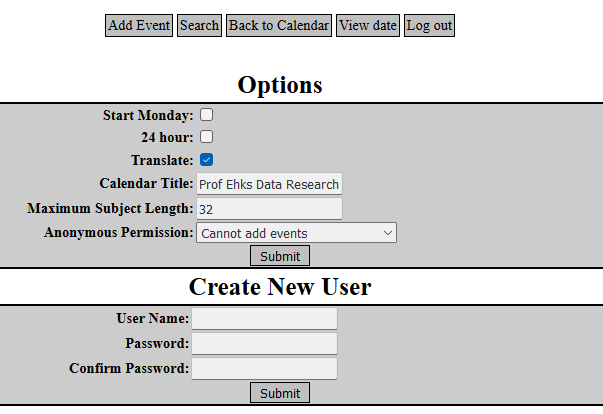 Add Event Search Back to Calendar View date Log out
Options
Start Monday:
24 hour:
Translate:
Calendar Title: Prof Ehks Data Research
Maximum Subject Length: 32
Anonymous Permission: Cannot add events
Submit
Create New User
User Name:
Password:
Confirm Password:
Submit